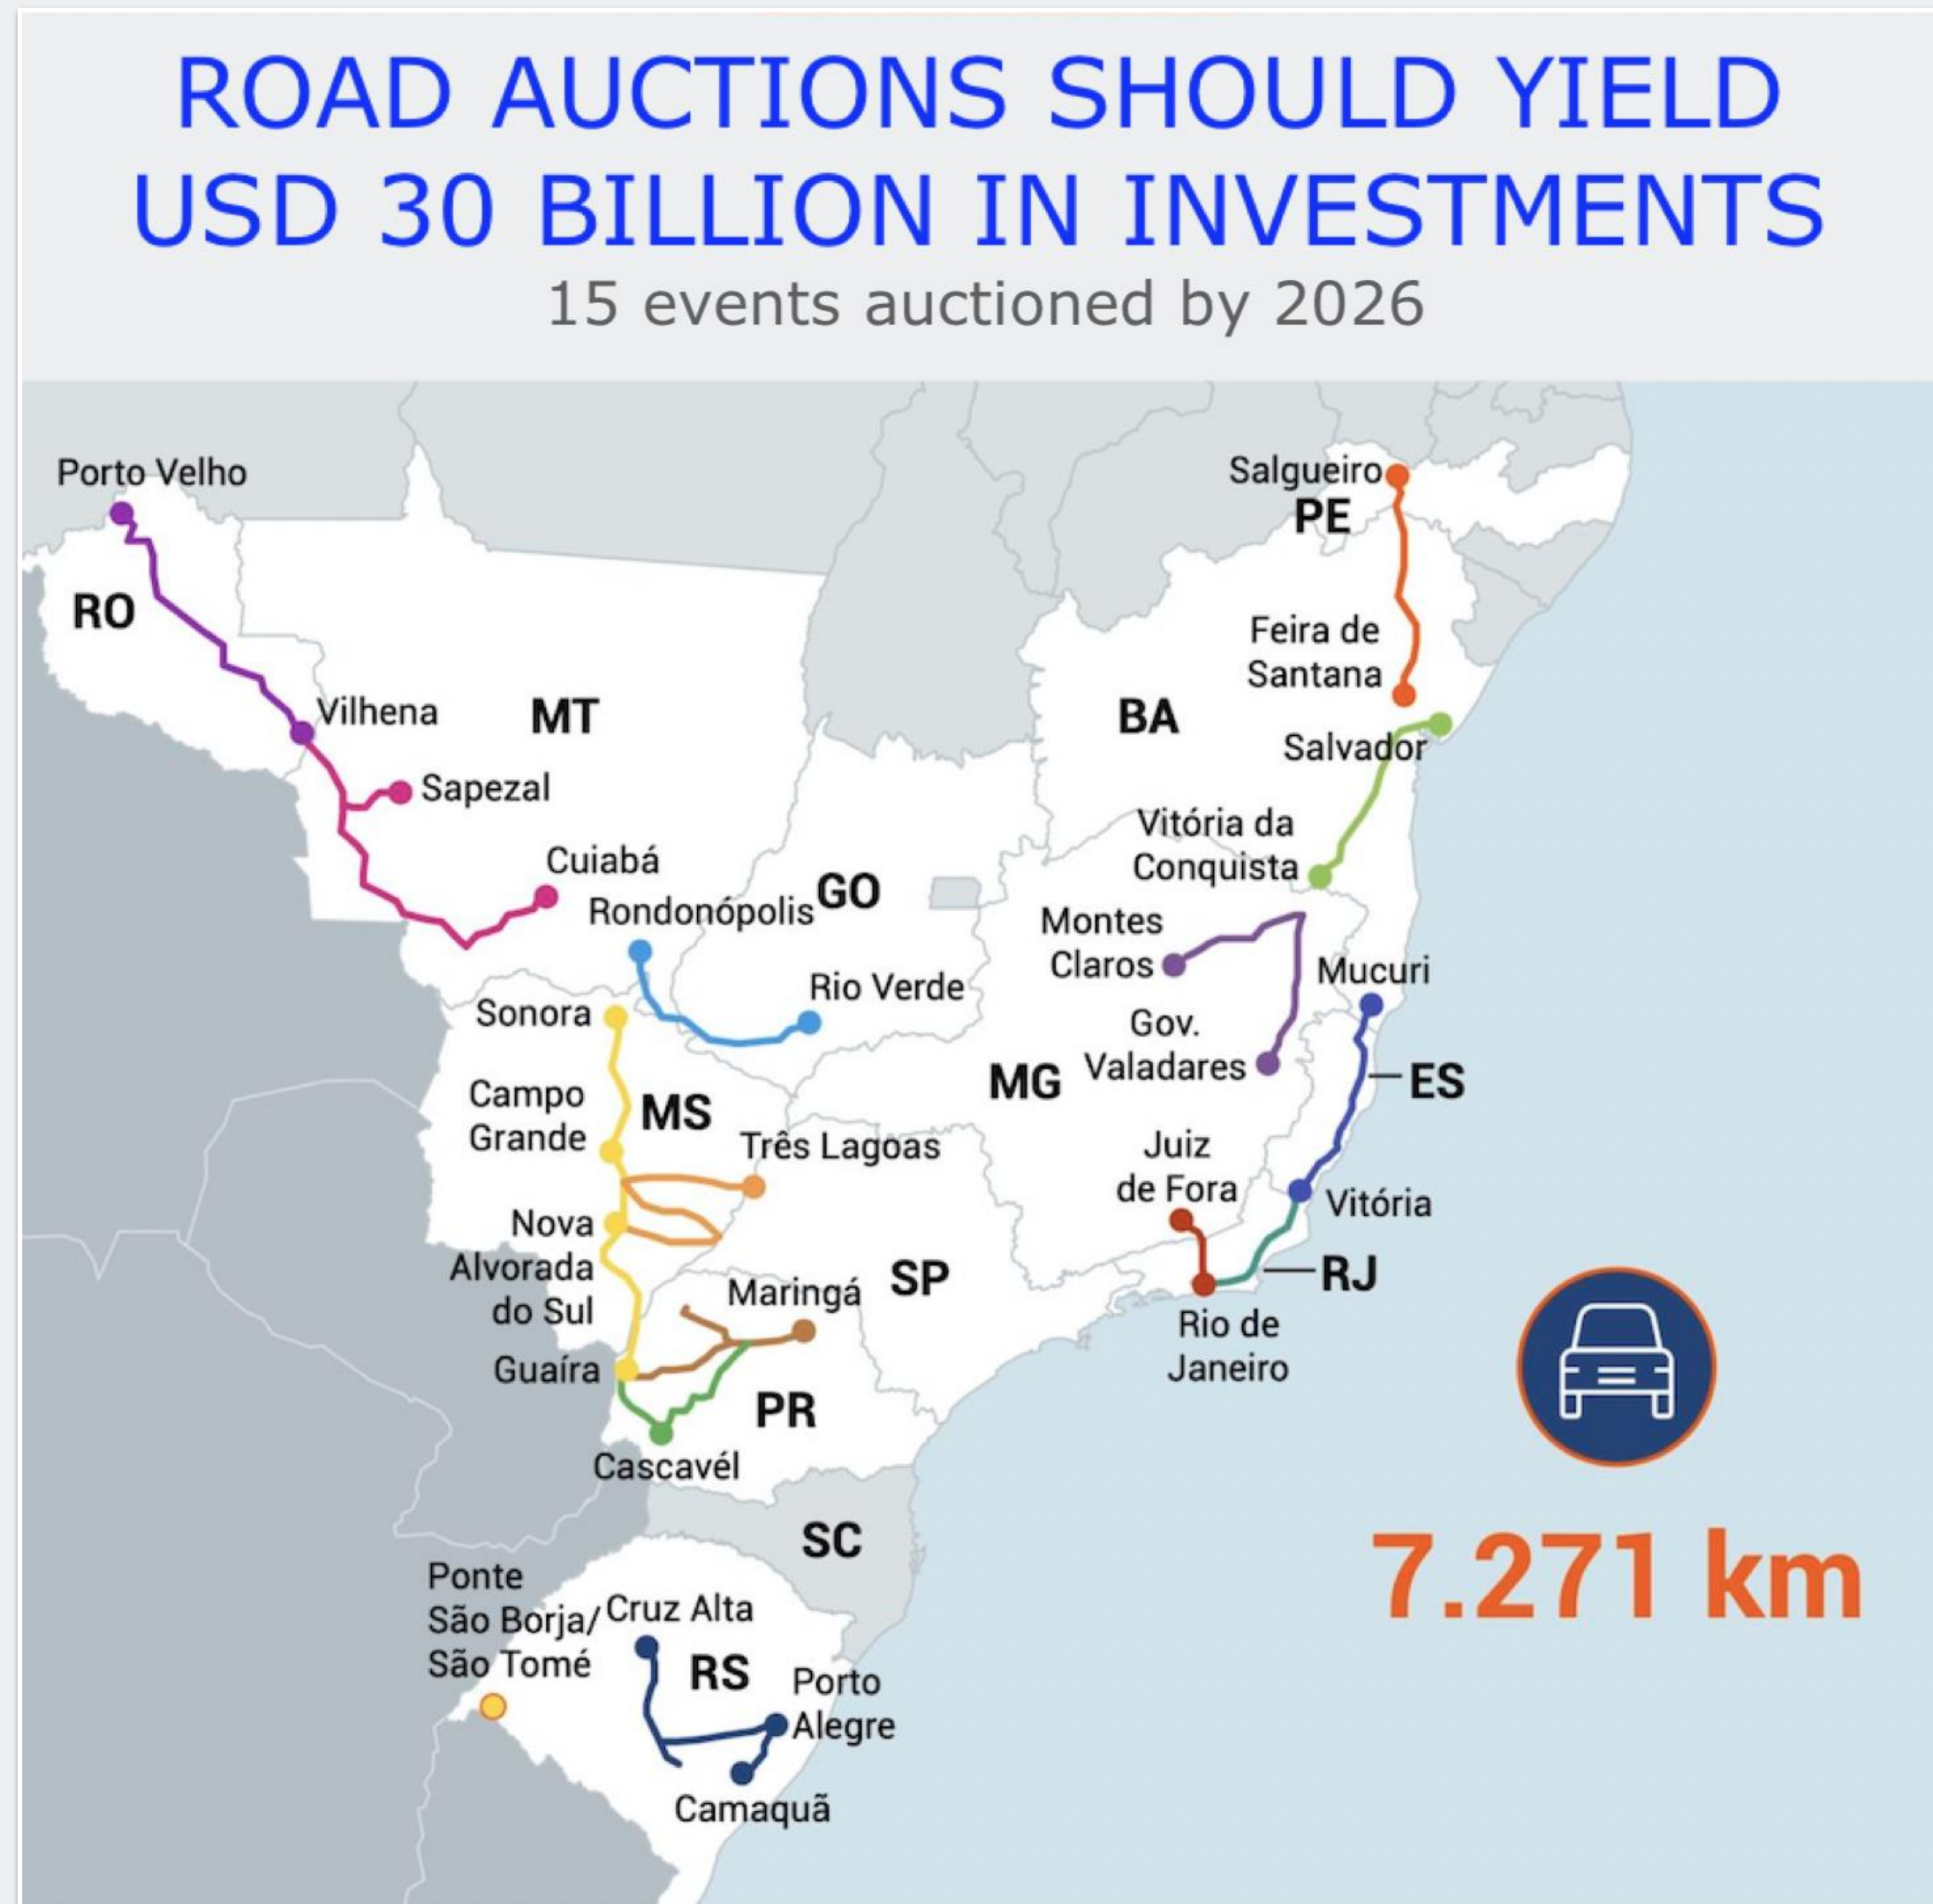 ROAD AUCTIONS SHOULD YIELD
USD 30 BILLION IN INVESTMENTS
15 events auctioned by 2026
Porto Velho
RO
Vilhena
MT
Sapezal
Cuiabá
Rondonópolis
GO
Rio Verde
Salgueiro
PE
Feira de
Santana
BA
Salvador
Vitória da
Conquista
Montes
Claros
Mucuri
Gov.
Valadares
MG
ES
Juiz
de Fora
Vitória
RJ
Rio de
Janeiro
Sonora
Campo
Grande
MS
Três Lagoas
Nova
Alvorada
do Sul
SP
Maringá
Guaíra
PR
Cascavél
SC
Ponte
São Borja/
São Tomé
Cruz Alta
RS
Porto
Alegre
Camaquã
7.271 km